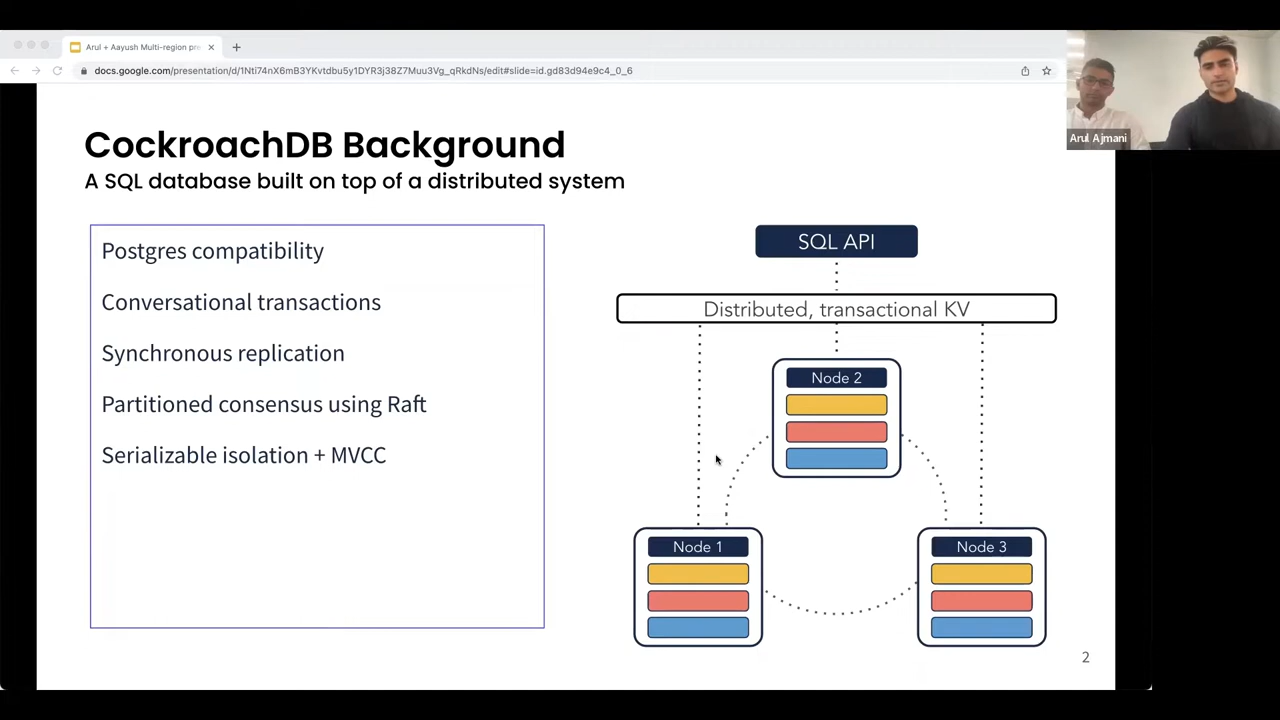 Arul + Aayush Multi-region pre
docs.google.com/presentation/d/1Nti74nX6mB3YKvtdbu5y1DYR3j38Z7Muu3Vg_qRkdNs/edit#slide=id.gd83d94e9c4_0_6
Arul Ajmani
CockroachDB Background
A SQL database built on top of a distributed system
Postgres compatibility
Conversational transactions
Synchronous replication
Partitioned consensus using Raft
Serializable isolation + MVCC
SQL API
Distributed, transactional KV
Node 2
Node 1
Node 3
2